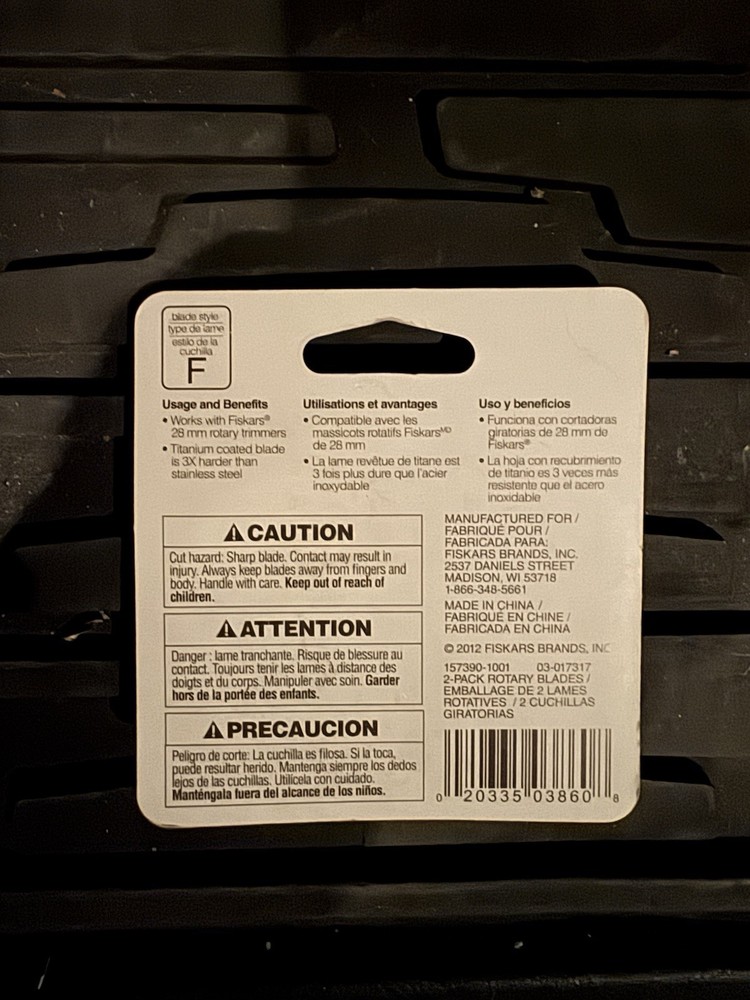 blade style
type de lame
estilo de la
cuchilla
F
Usage and Benefits
• Works with Fiskars®
28 mm rotary trimmers
• Titanium coated blade
is 3X harder than
stainless steel
Utilisations et avantages
• Compatible avec les
massicots rotatifs FiskarsMD
de 28 mm
• La lame revêtue de titane est
3 fois plus dure que l'acier
inoxydable
Uso y beneficios
• Funciona con cortadoras
giratorias de 28 mm de
Fiskars®
• La hoja con recubrimiento
de titanio es 3 veces más
resistente que el acero
inoxidable
⚠CAUTION
Cut hazard: Sharp blade. Contact may result in
injury. Always keep blades away from fingers and
body. Handle with care. Keep out of reach of
children.
⚠ATTENTION
Danger : lame tranchante. Risque de blessure au
contact. Toujours tenir les lames à distance des
doigts et du corps. Manipuler avec soin. Garder
hors de la portée des enfants.
⚠PRECAUCION
Peligro de corte: La cuchilla es filosa. Si la toca,
puede resultar herido. Mantenga siempre los dedos
lejos de las cuchillas. Utilícela con cuidado.
Manténgala fuera del alcance de los niños.
MANUFACTURED FOR /
FABRIQUÉ POUR /
FABRICADA PARA:
FISKARS BRANDS, INC.
2537 DANIELS STREET
MADISON, WI 53718
1-866-348-5661
MADE IN CHINA /
FABRIQUÉ EN CHINE /
FABRICADA EN CHINA
© 2012 FISKARS BRANDS, INC
157390-1001 03-017317
2-PACK ROTARY BLADES /
EMBALLAGE DE 2 LAMES
ROTATIVES / 2 CUCHILLAS
GIRATORIAS
0 20335 03860 8